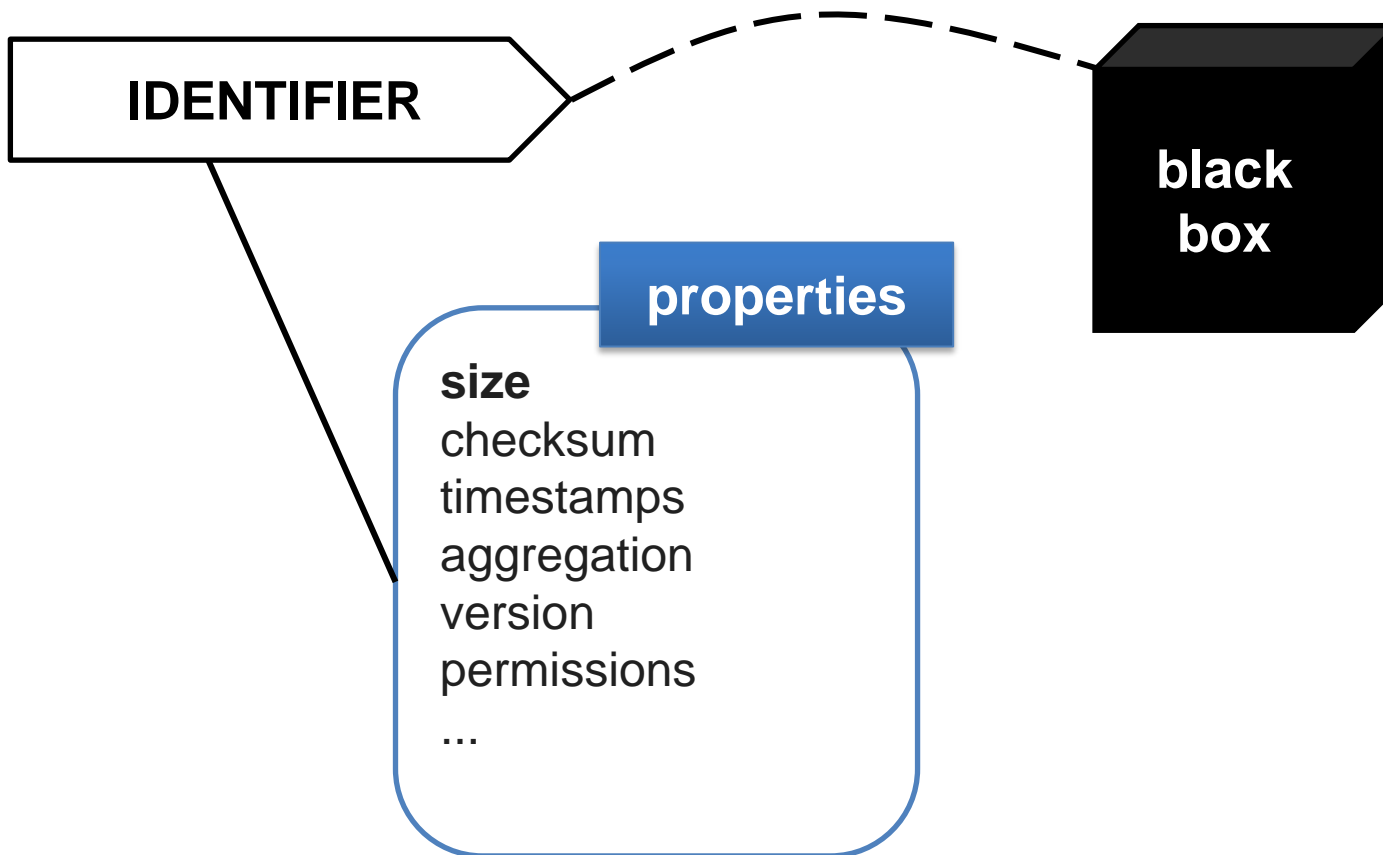 IDENTIFIER
black
box
properties
size
checksum
timestamps
aggregation
version
permissions
...